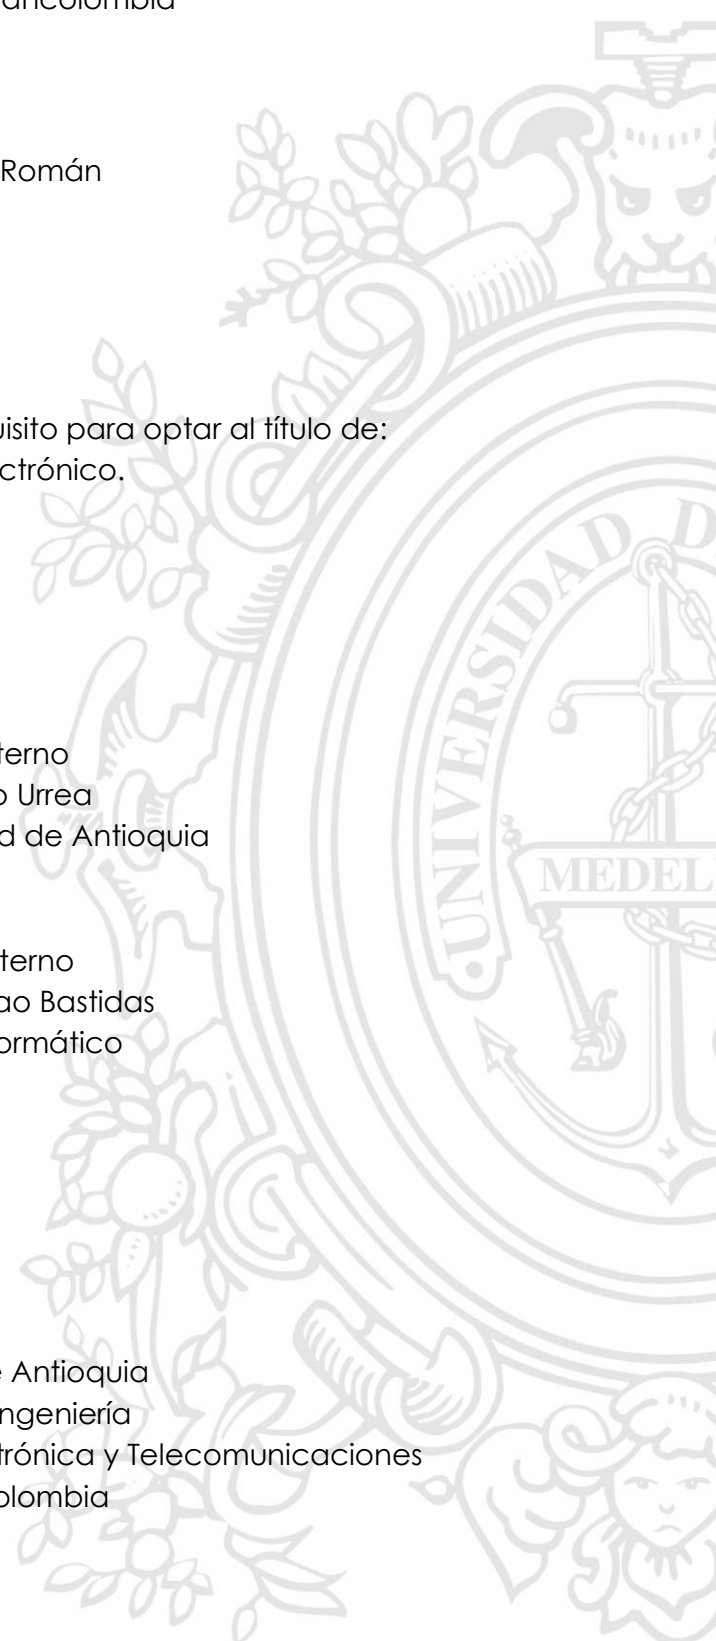 ancolombia
Román
uisito para optar al título de:
ctrónico.
UNIVERSIDAD D
terno
o Urrea
d de Antioquia
MEDEL
terno
ao Bastidas
ormático
e Antioquia
ngeniería
trónica y Telecomunicaciones
olombia